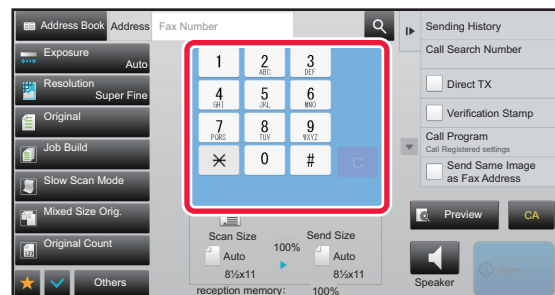 Address Book
Address
Fax Number
Exposure
Auto
Resolution
Super Fine
Original
Job Build
Slow Scan Mode
Mixed Size Orig.
Original Count
Others
1
2
ABC
3
DEF
4
GHI
5
JKL
6
MNO
7
PQRS
8
TUV
9
WXYZ
0
#
C
Scan Size
100%
Send Size
Auto
Auto
8½x11
8½x11
reception memory: 100%
Sending History
Call Search Number
Direct TX
Verification Stamp
Call Program
Call Registered settings
Send Same Image
as Fax Address
Preview
CA
Speaker
Start